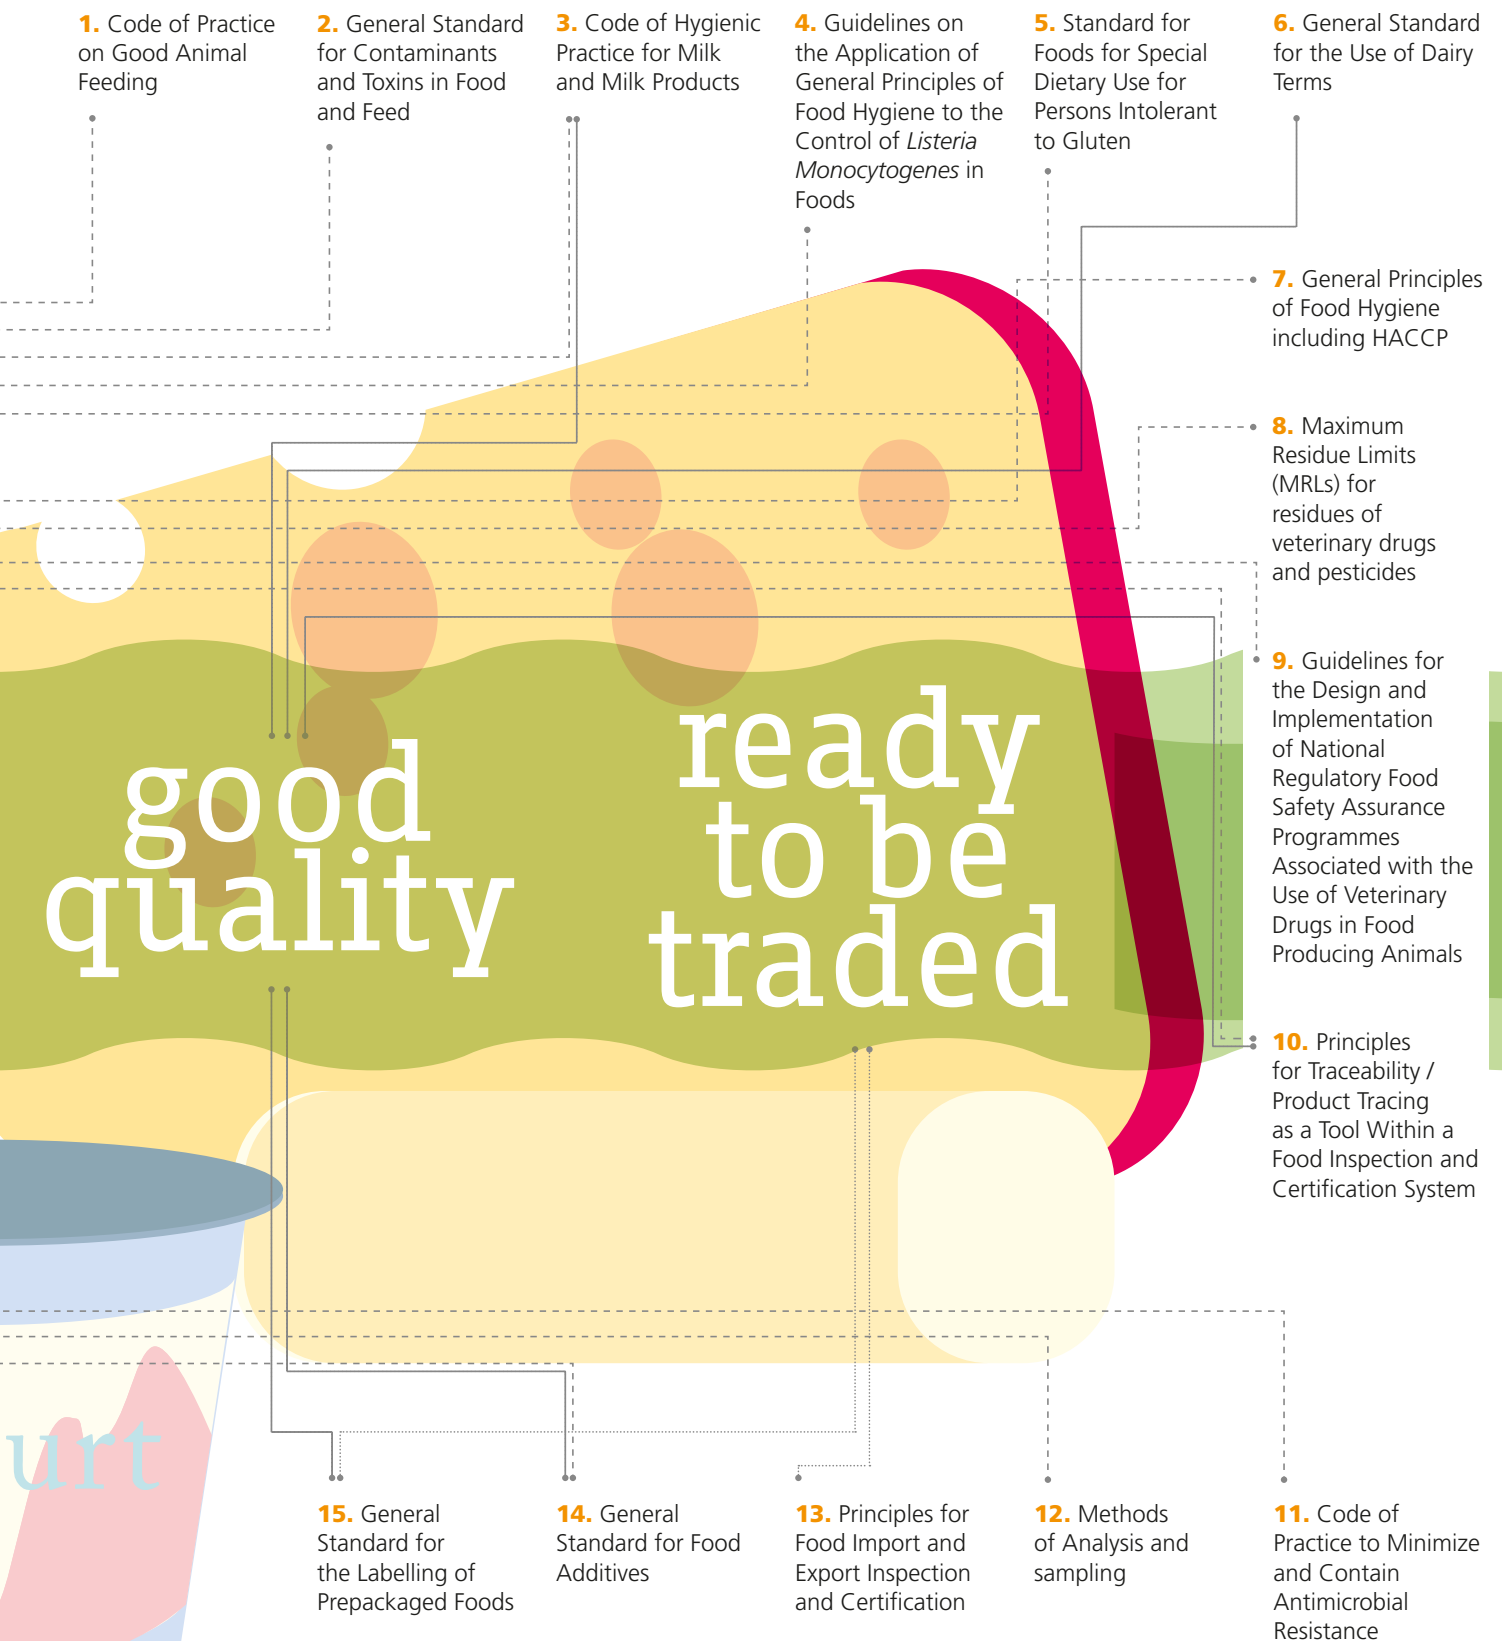 1. Code of Practice
on Good Animal
Feeding
2. General Standard
for Contaminants
and Toxins in Food
and Feed
3. Code of Hygienic
Practice for Milk
and Milk Products
4. Guidelines on
the Application of
General Principles of
Food Hygiene to the
Control of Listeria
Monocytogenes in
Foods
5. Standard for
Foods for Special
Dietary Use for
Persons Intolerant
to Gluten
6. General Standard
for the Use of Dairy
Terms
7. General Principles
of Food Hygiene
including HACCP
8. Maximum
Residue Limits
(MRLs) for
residues of
veterinary drugs
and pesticides
9. Guidelines for
the Design and
Implementation
of National
Regulatory Food
Safety Assurance
Programmes
Associated with the
Use of Veterinary
Drugs in Food
Producing Animals
10. Principles
for Traceability /
Product Tracing
as a Tool Within a
Food Inspection and
Certification System
good
quality
ready
to be
traded
urt
15. General
Standard for
the Labelling of
Prepackaged Foods
14. General
Standard for Food
Additives
13. Principles for
Food Import and
Export Inspection
and Certification
12. Methods
of Analysis and
sampling
11. Code of
Practice to Minimize
and Contain
Antimicrobial
Resistance